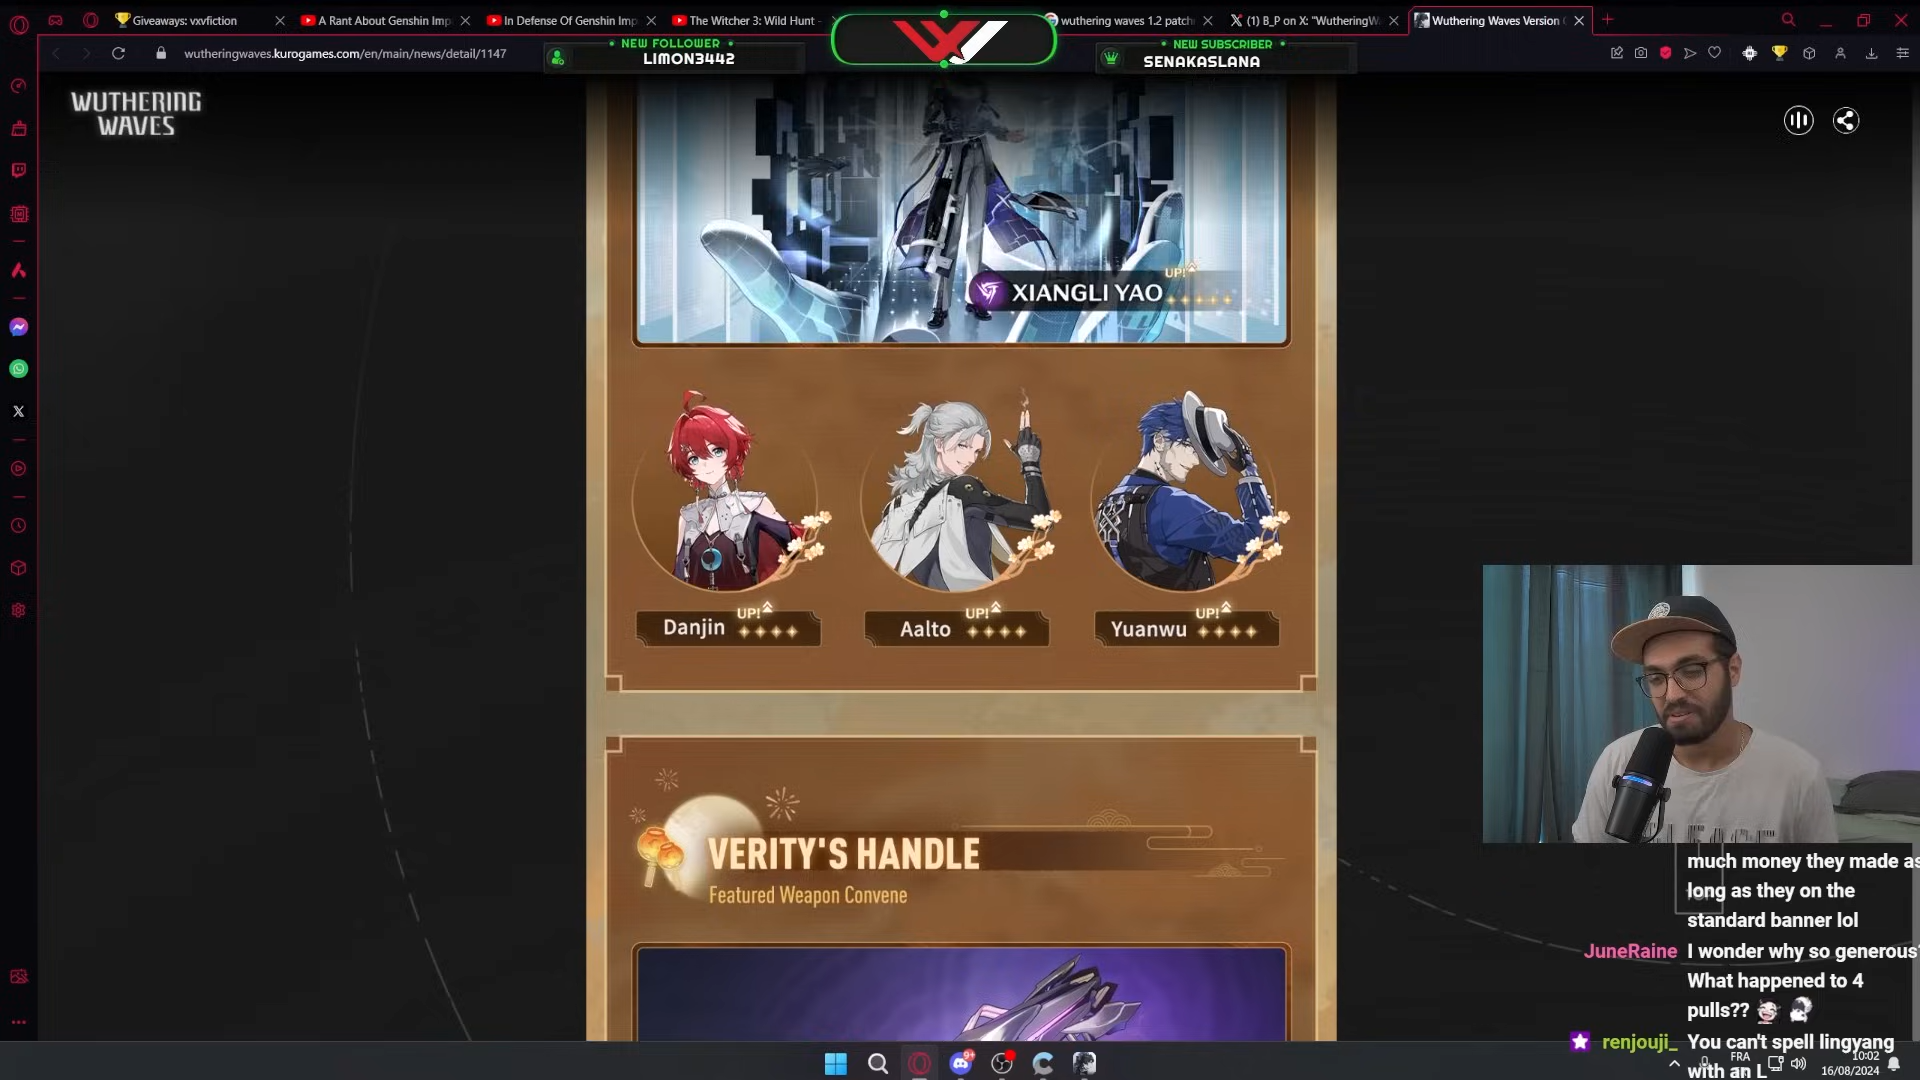 Giveaways: vxvfiction
A Rant About Genshin Imp
In Defense Of Genshin Imp
The Witcher 3: Wild Hunt -
wuthering waves 1.2 patch
(1) B_P on X: "WutheringW
Wuthering Waves Version
wutheringwaves.kurogames.com/en/main/news/detail/1147
NEW FOLLOWER
LIMON3442
NEW SUBSCRIBER
SENAKASLANA
WUTHERING
WAVES
UP!
XIANGLI YAO
UP!
Danjin
UP!
Aalto
UP!
Yuanwu
VERITY'S HANDLE
Featured Weapon Convene
much money they made as
long as they on the
standard banner lol
JuneRaine I wonder why so generous?
What happened to 4
pulls??
renjouji_ You can't spell lingyang
with an L
9+
FRA
10:02
16/08/2024